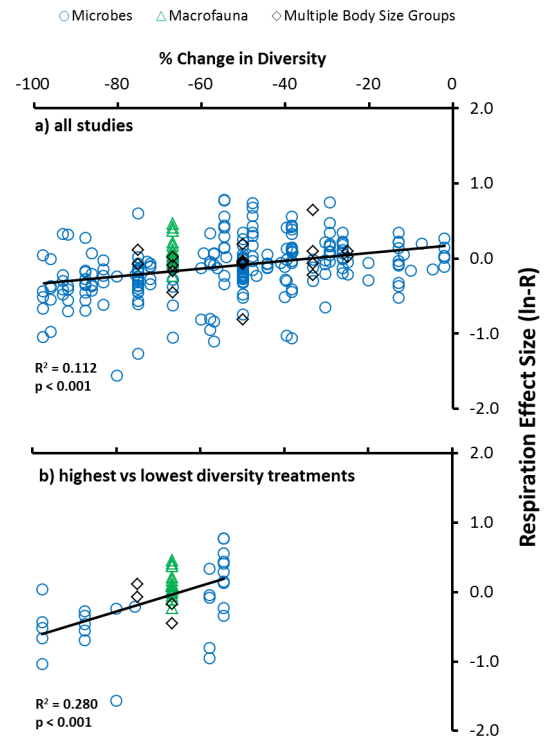 Microbes Macrofauna Multiple Body Size Groups
% Change in Diversity
-100 -80 -60 -40 -20 0
2.0
a) all studies
1.0
0.0
-1.0
R² = 0.112
p < 0.001
-2.0
Respiration Effect Size (ln-R)
2.0
b) highest vs lowest diversity treatments
1.0
0.0
-1.0
R² = 0.280
p < 0.001
-2.0